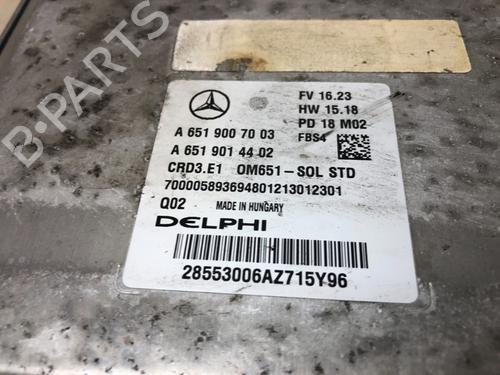 FV 16.23
HW 15.18
A 651 900 70 03
PD 18 M02
A 651 901 44 02
FBS4
CRD3.E1 OM651-SOL STD
70000589369480121301 2301
Q02 MADE IN HUNGARY
DELPHI
28553006AZ715Y96
B-PARTS